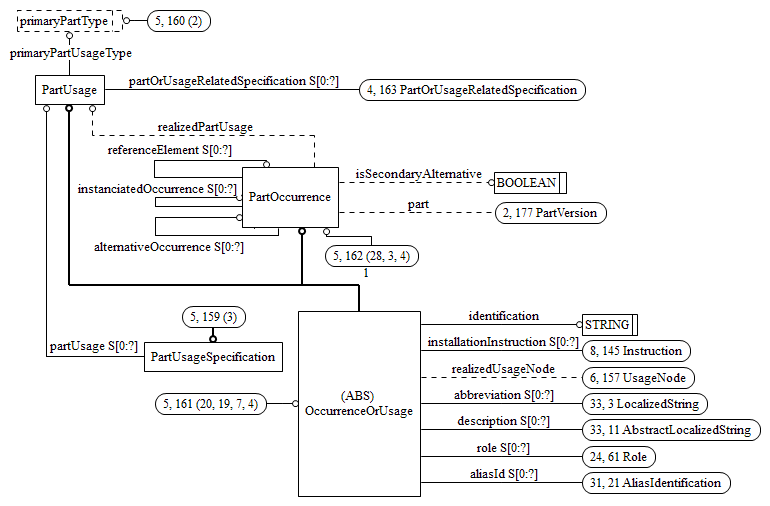 primaryPartType
5, 160 (2)
primaryPartUsageType
PartUsage
partOrUsageRelatedSpecification S[0:?]
4, 163 PartOrUsageRelatedSpecification
realizedPartUsage
referenceElement S[0:?]
isSecondaryAlternative
BOOLEAN
instanciatedOccurrence S[0:?]
PartOccurrence
part
2, 177 PartVersion
alternativeOccurrence S[0:?]
5, 162 (28, 3, 4)
1
5, 159 (3)
identification
STRING
partUsage S[0:?]
PartUsageSpecification
installationInstruction S[0:?]
8, 145 Instruction
realizedUsageNode
6, 157 UsageNode
5, 161 (20, 19, 7, 4)
(ABS)
OccurrenceOrUsage
abbreviation S[0:?]
33, 3 LocalizedString
description S[0:?]
33, 11 AbstractLocalizedString
role S[0:?]
24, 61 Role
aliasId S[0:?]
31, 21 AliasIdentification